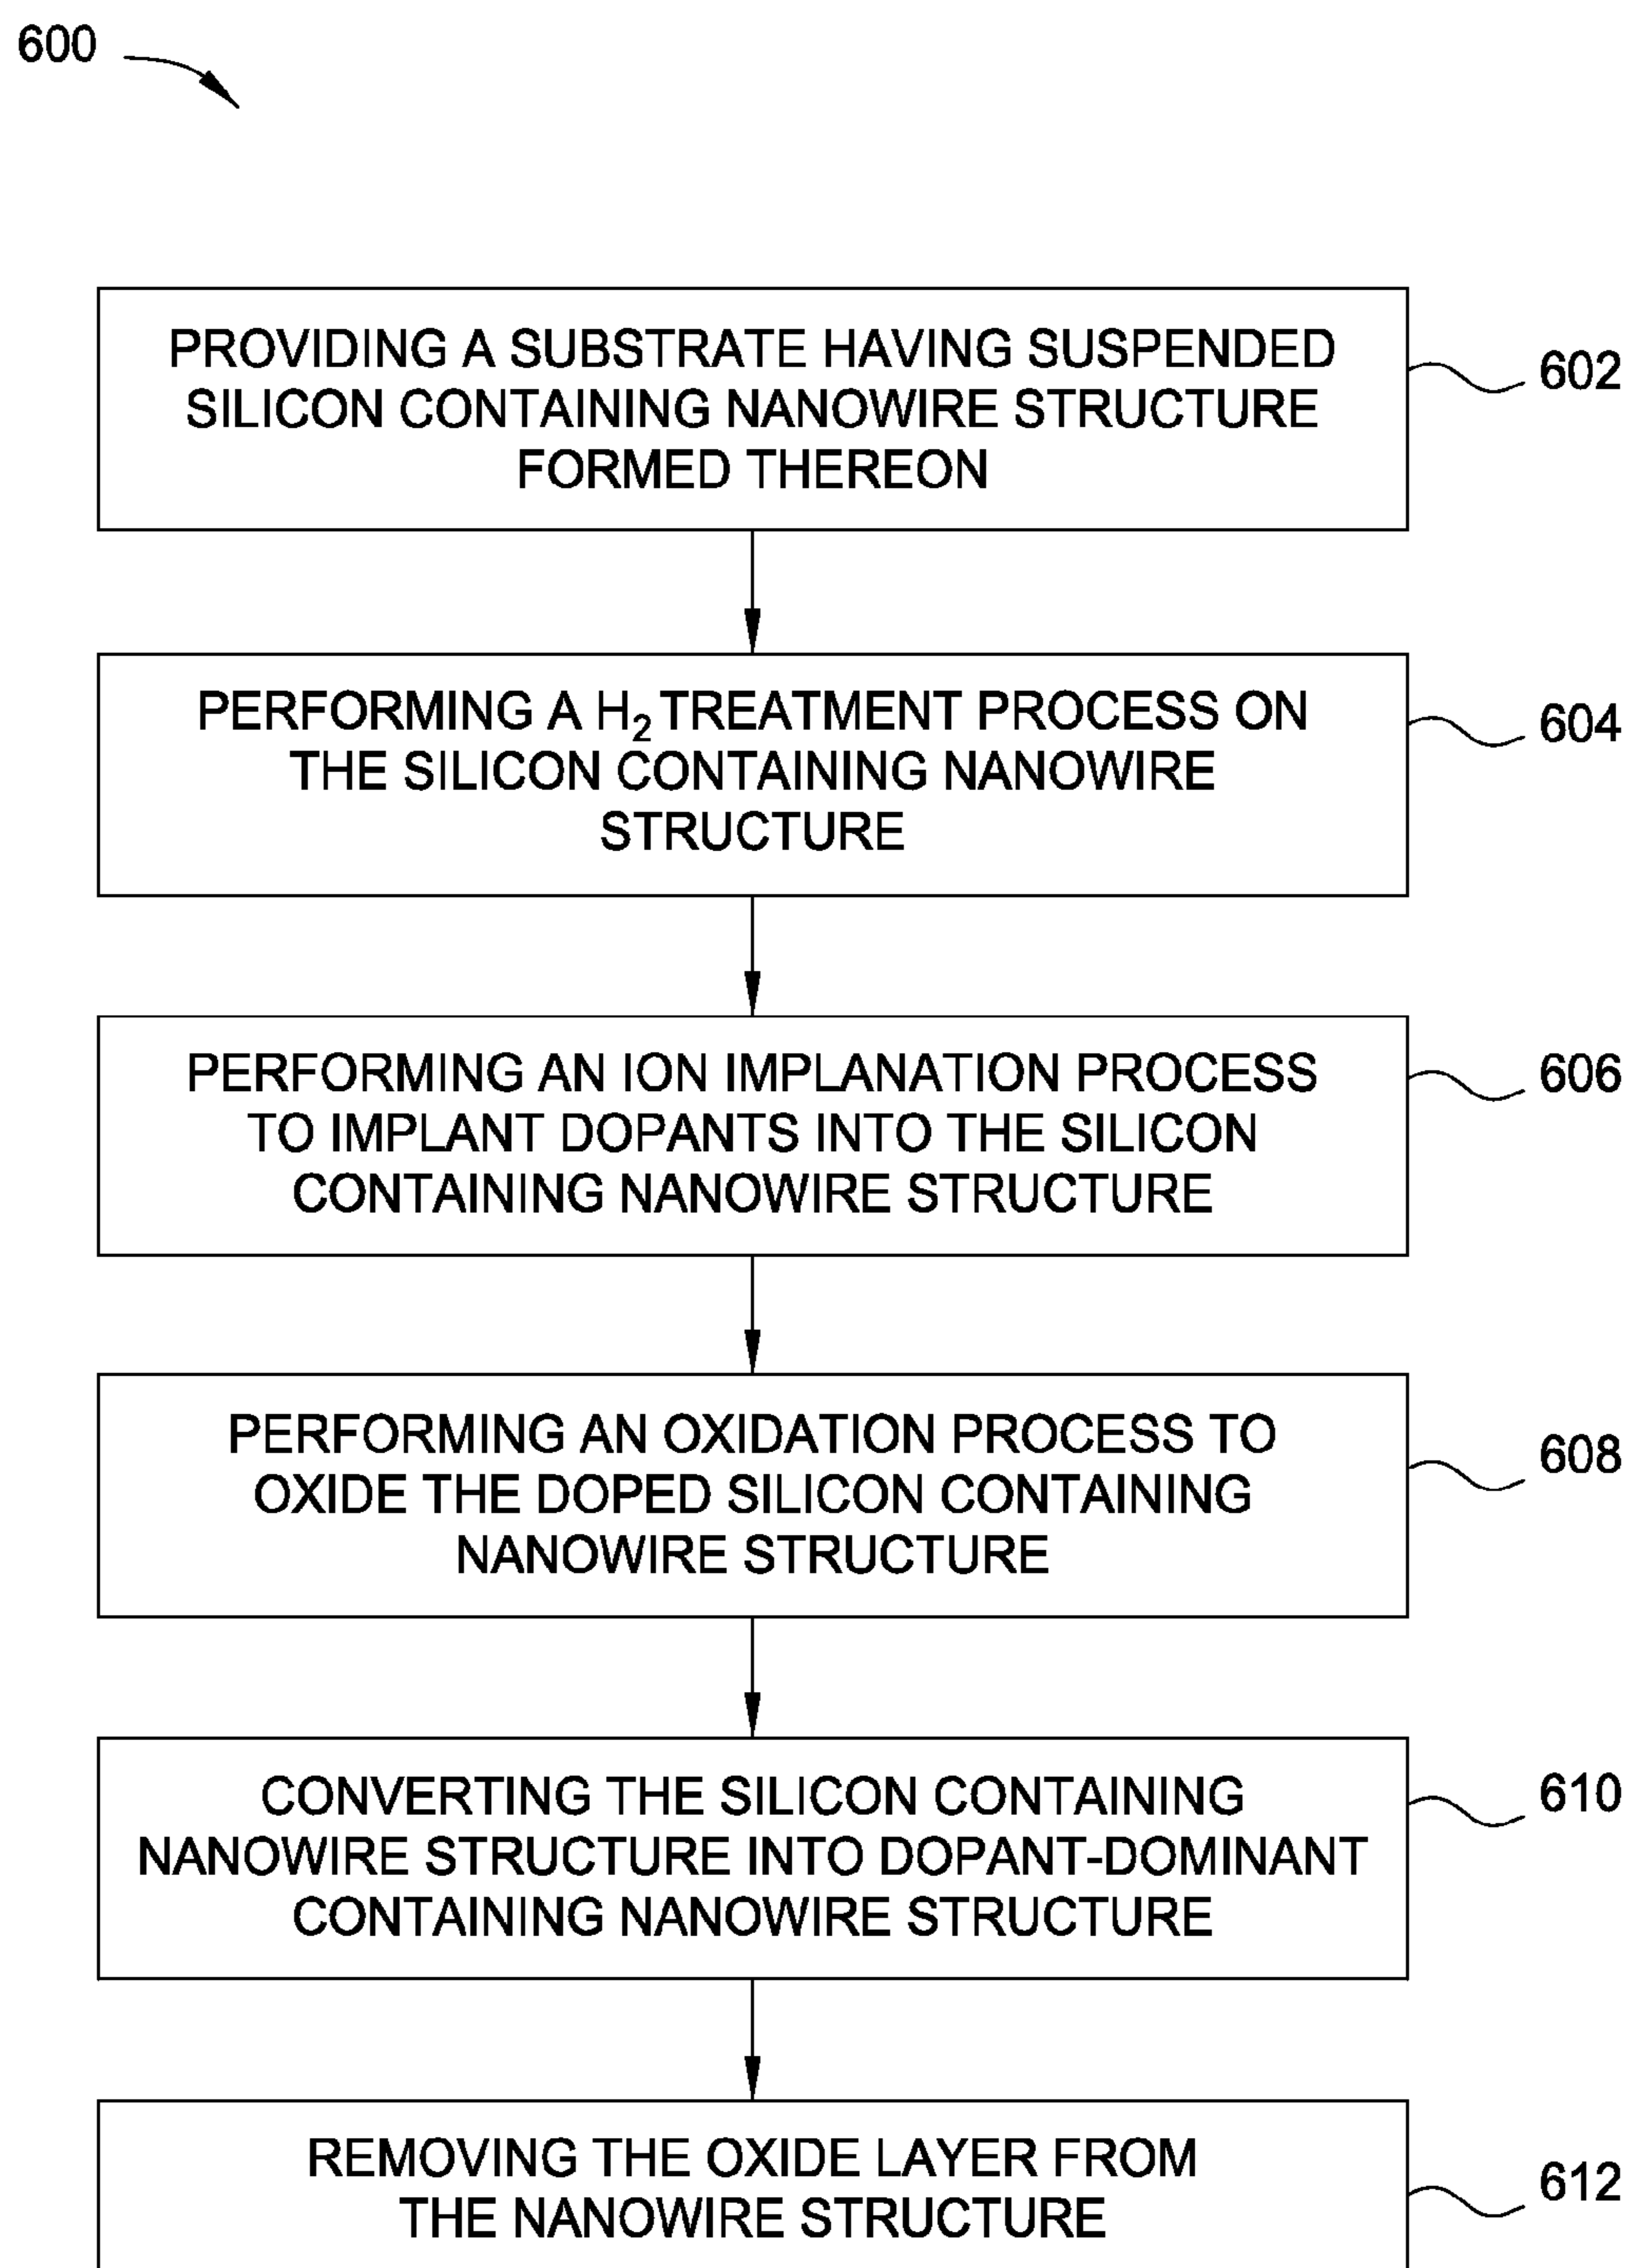 600
PROVIDING A SUBSTRATE HAVING SUSPENDED
SILICON CONTAINING NANOWIRE STRUCTURE
FORMED THEREON
602
PERFORMING A H2 TREATMENT PROCESS ON
THE SILICON CONTAINING NANOWIRE
STRUCTURE
604
PERFORMING AN ION IMPLANATION PROCESS
TO IMPLANT DOPANTS INTO THE SILICON
CONTAINING NANOWIRE STRUCTURE
606
PERFORMING AN OXIDATION PROCESS TO
OXIDE THE DOPED SILICON CONTAINING
NANOWIRE STRUCTURE
608
CONVERTING THE SILICON CONTAINING
NANOWIRE STRUCTURE INTO DOPANT-DOMINANT
CONTAINING NANOWIRE STRUCTURE
610
REMOVING THE OXIDE LAYER FROM
THE NANOWIRE STRUCTURE
612